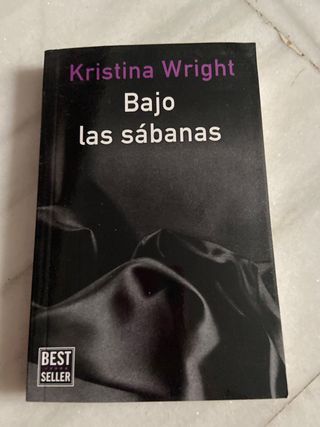 Kristina Wright
Bajo
las sábanas
BEST
SELLER